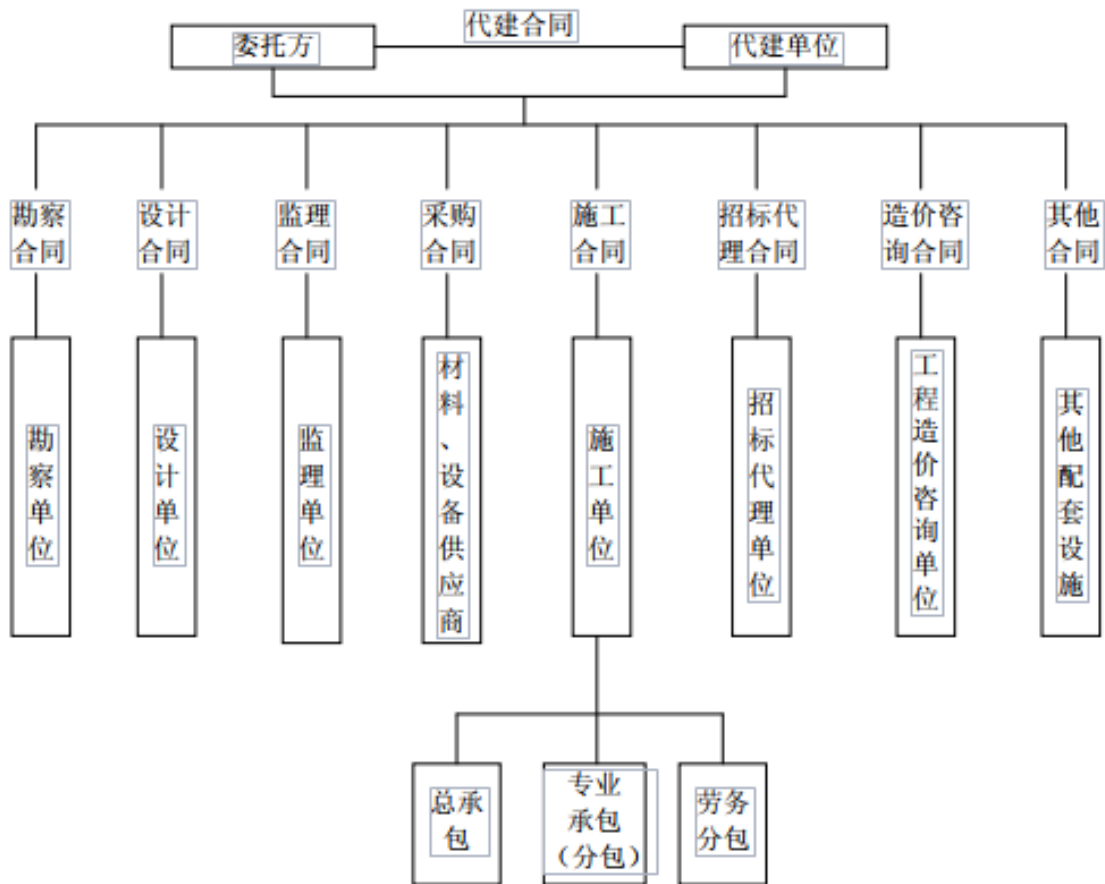 代建合同
委托方
代建单位
勘察
合同
设计
合同
监理
合同
采购
合同
施工
合同
招标代
理合同
造价咨
询合同
其他
合同
勘察单位
设计单位
监理单位
材料、设备供应商
施工单位
招标代理单位
工程造价咨询单位
其他配套设施
总承
包
专业
承包
（分包）
劳务
分包